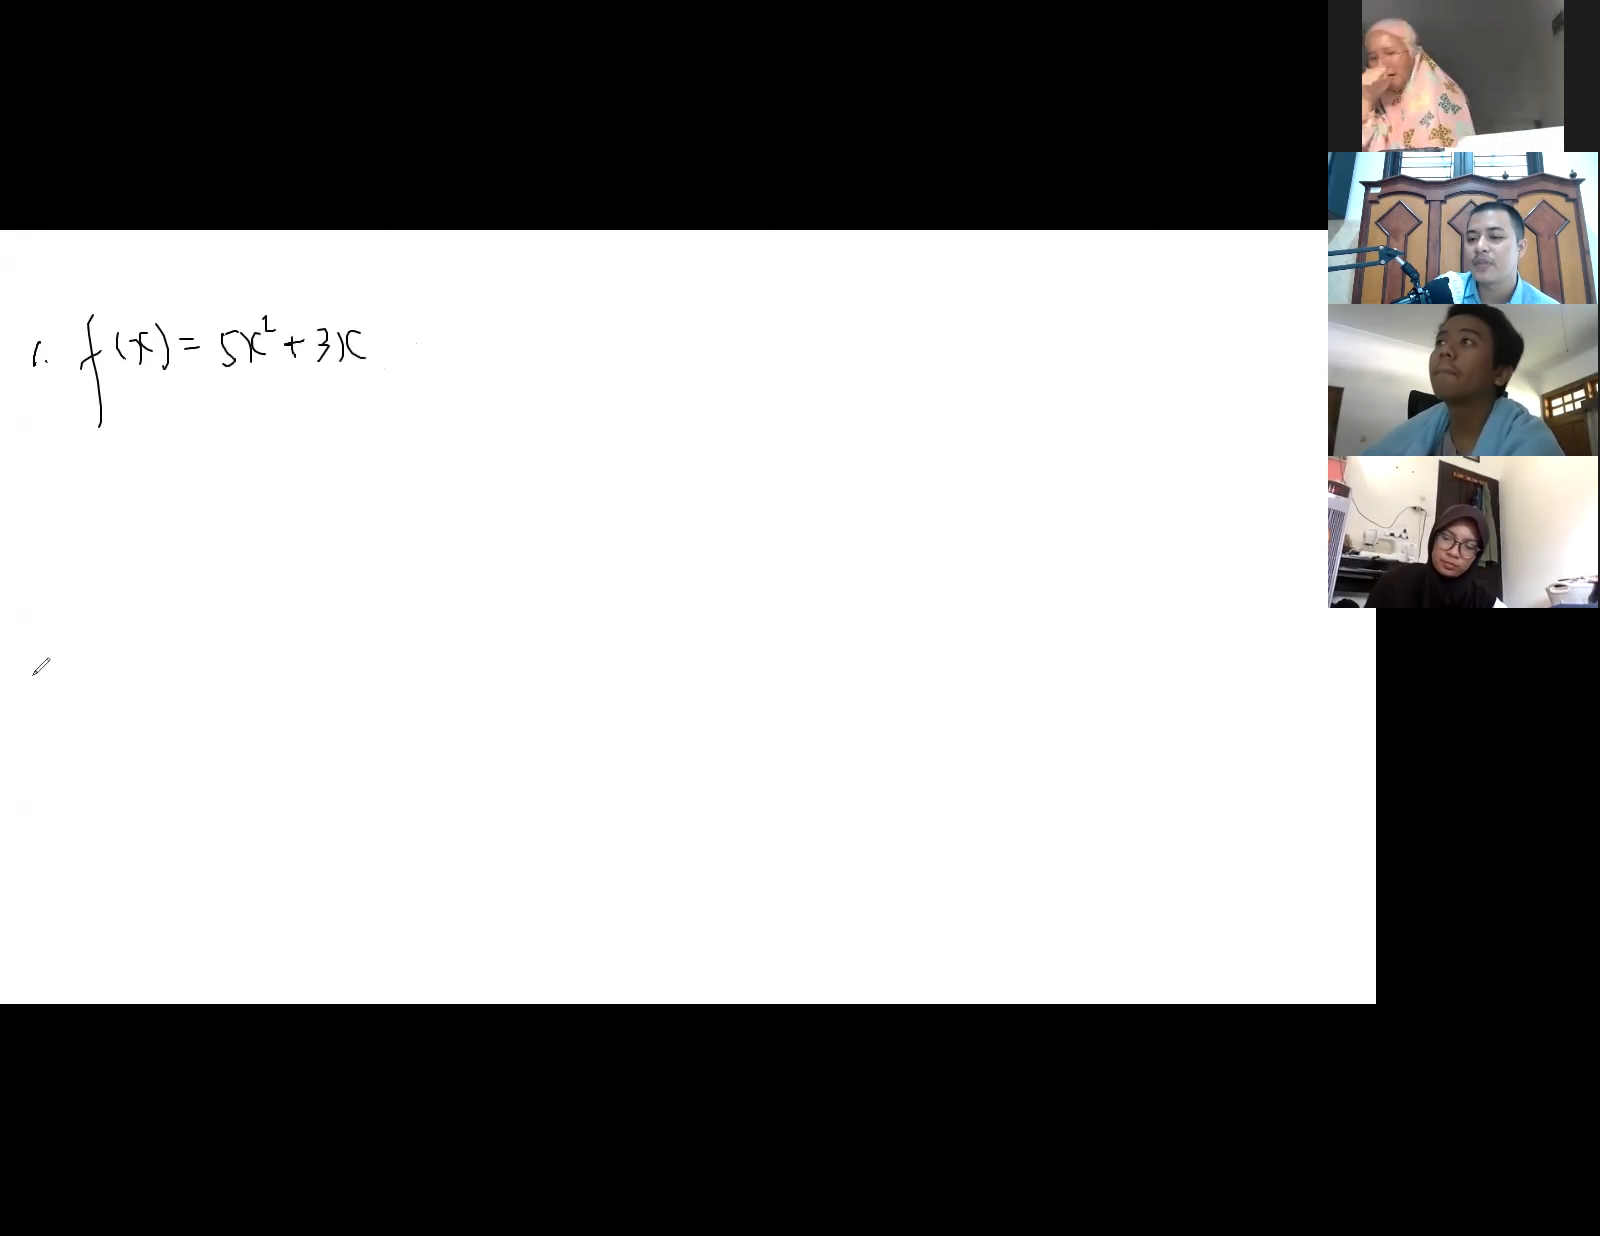 1. f(x) = 5x² + 3x